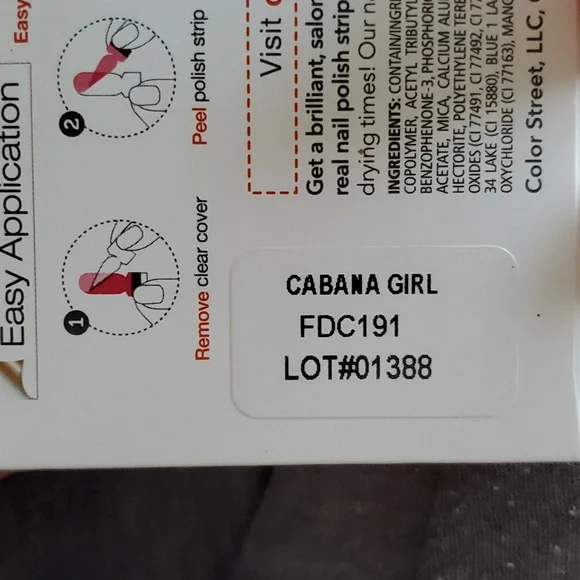 Easy
Easy Application
1
Remove clear cover
2
Peel polish strip
Visit
Get a brilliant, salon
real nail polish strip
drying times! Our n
INGREDIENTS: CONTAIN/INGR
COPOLYMER, ACETYL TRIBUTYL
BENZOPHENONE-3, PHOSPHORI
ACETATE, MICA, CALCIUM ALU
HECTORITE, POLYETHYLENE TERE
OXIDES (CI 77491, CI 77492, CI 77
34 LAKE (CI 15880), BLUE 1 LA
OXYCHLORIDE (CI 77163), MANG
Color Street, LLC,
CABANA GIRL
FDC191
LOT#01388